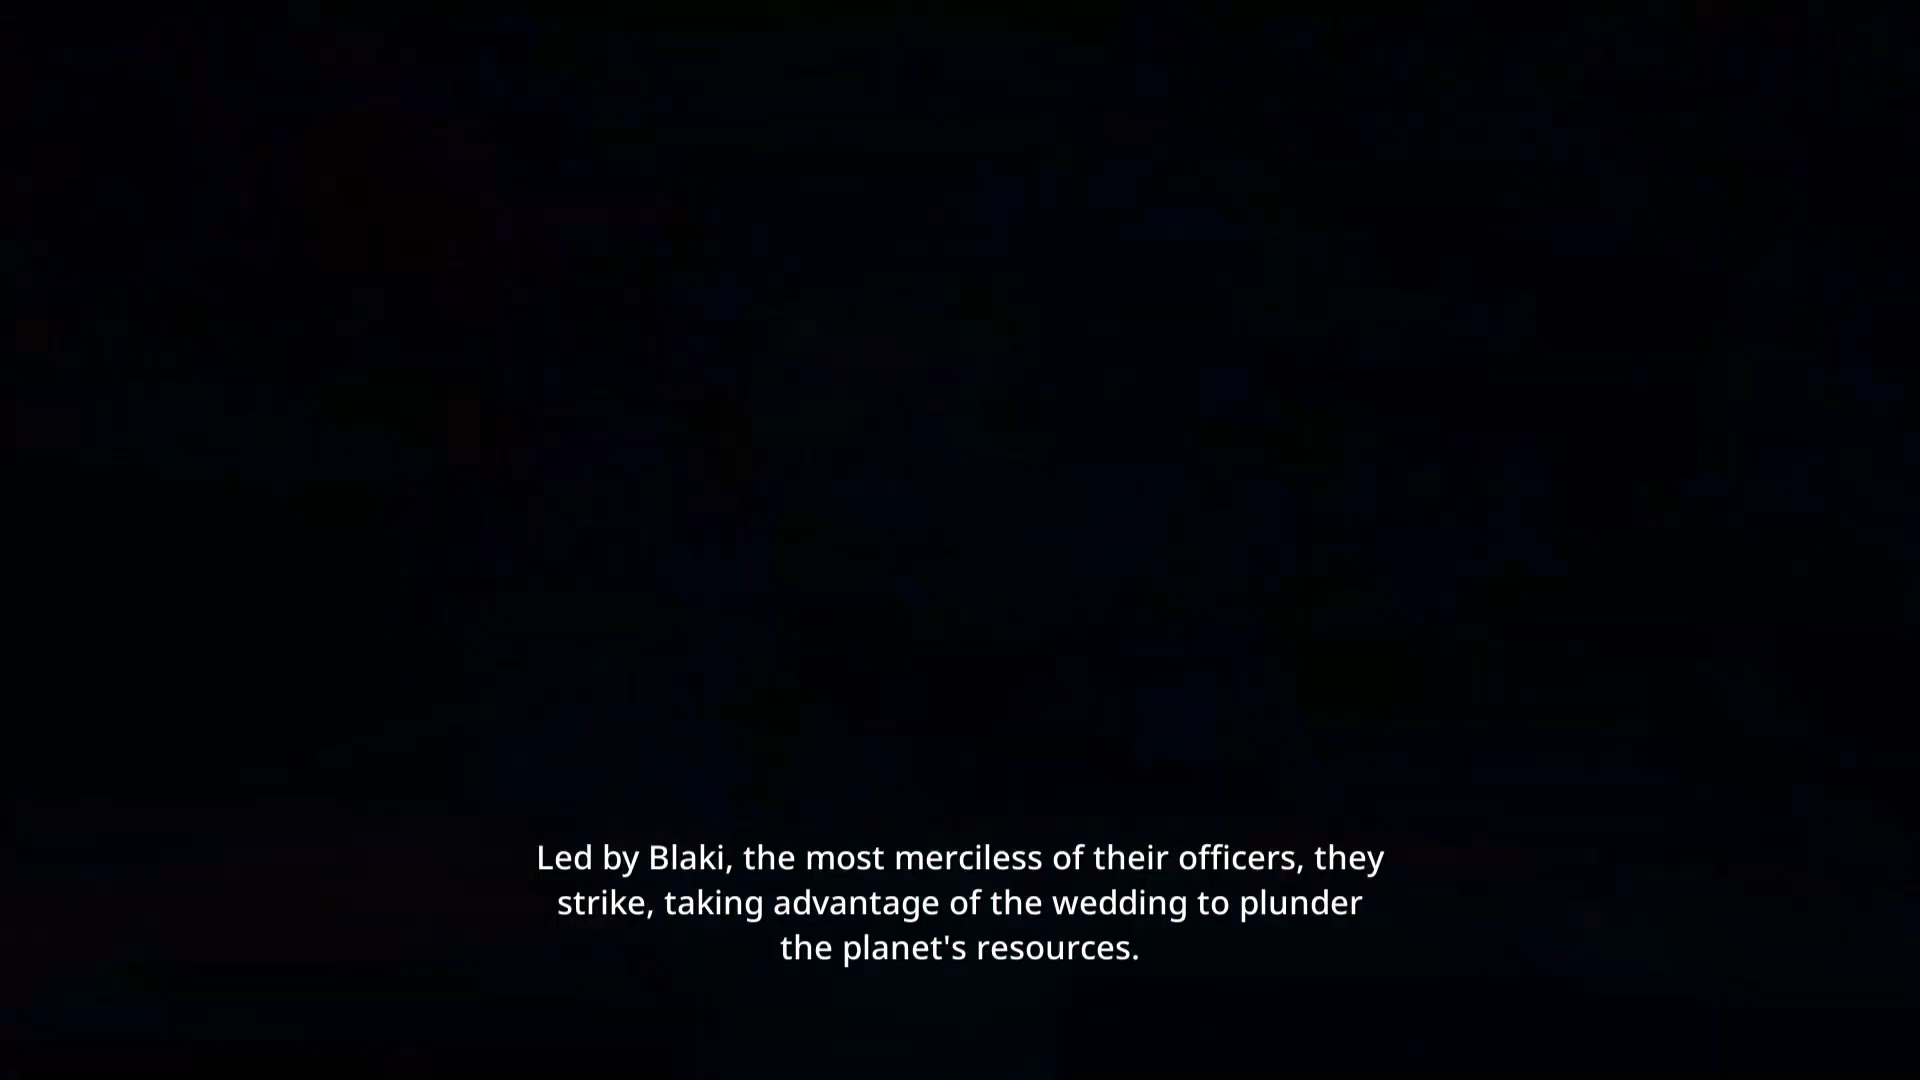 Led by Blaki, the most merciless of their officers, they
strike, taking advantage of the wedding to plunder
the planet's resources.